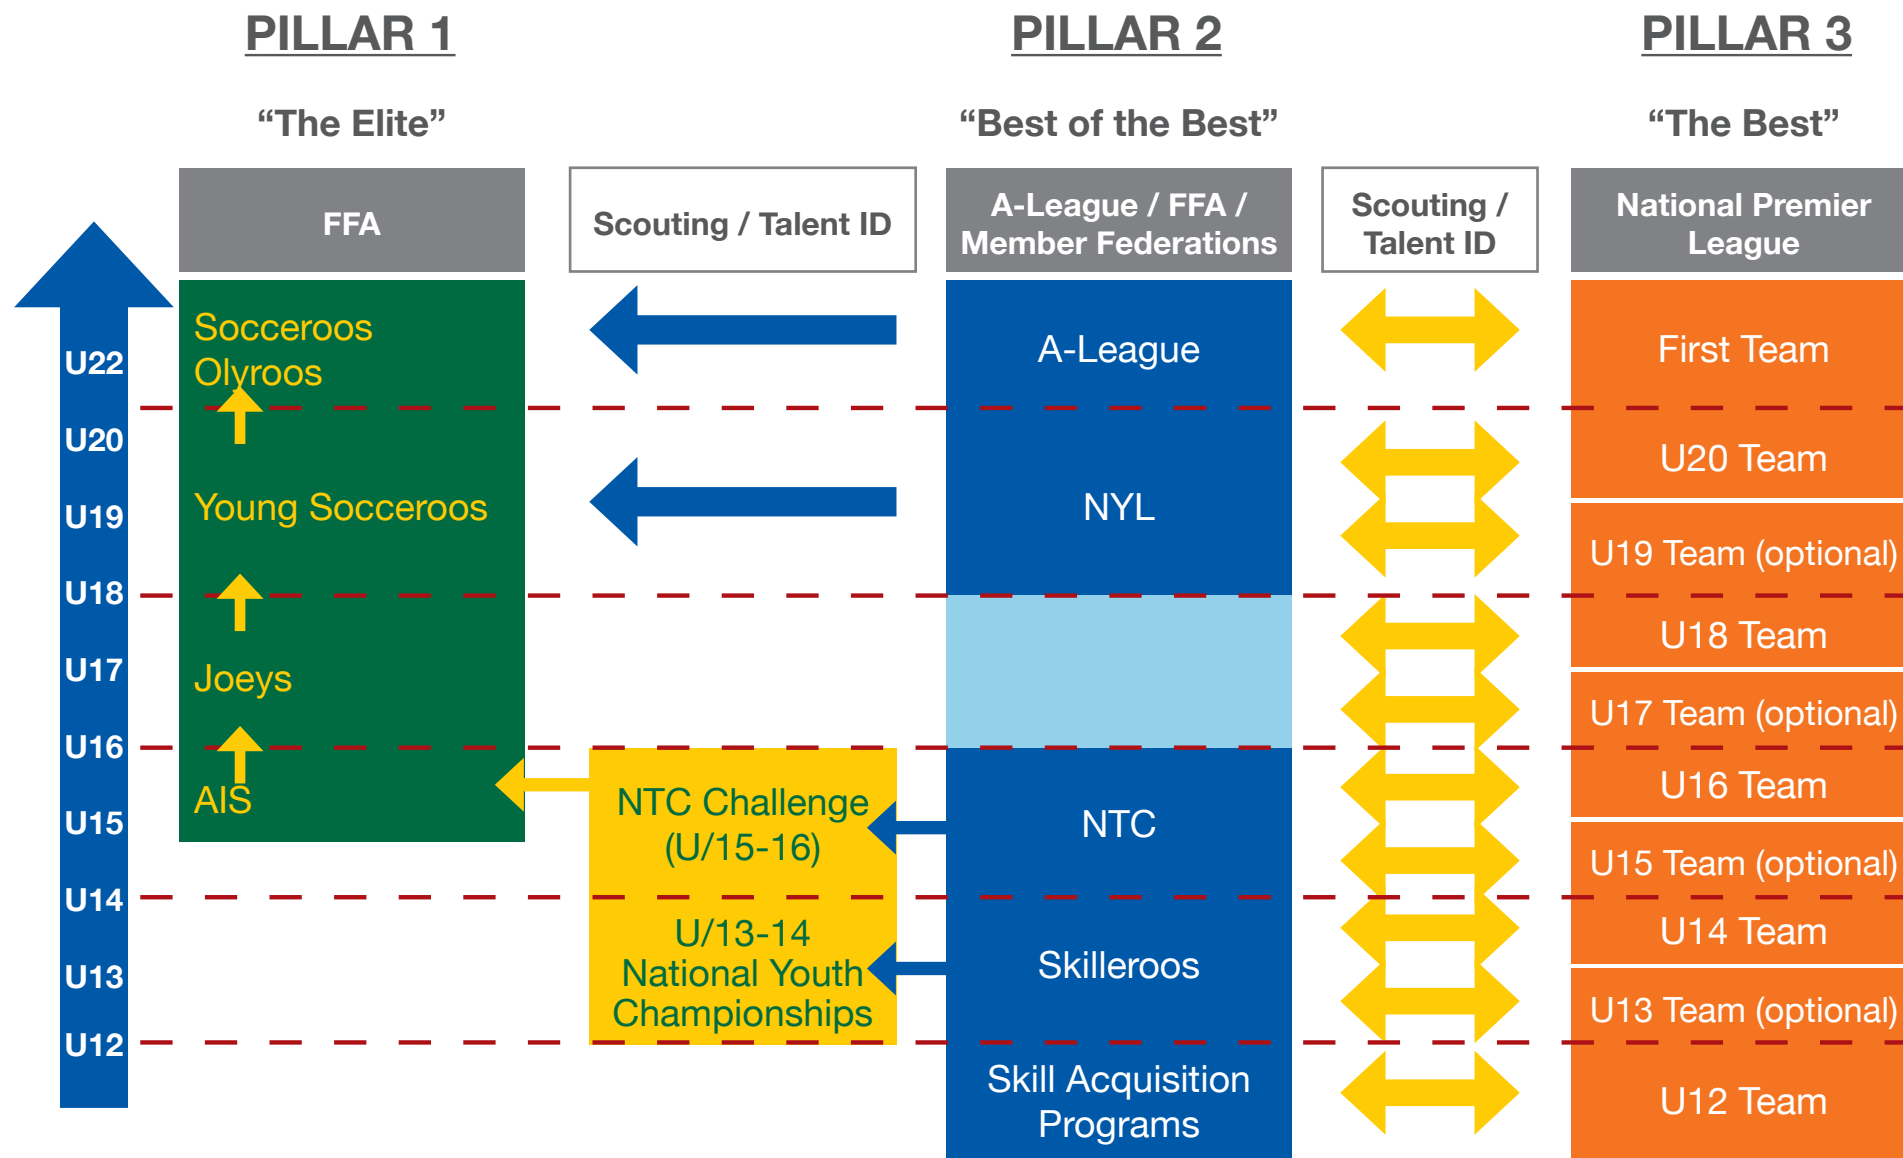 PILLAR 1
PILLAR 2
PILLAR 3
“The Elite”
“Best of the Best”
“The Best”
FFA
Scouting / Talent ID
A-League / FFA /
Member Federations
Scouting /
Talent ID
National Premier
League
U22
U20
U19
U18
U17
U16
U15
U14
U13
U12
Socceroos
Olyroos
Young Socceroos
Joeys
AIS
NTC Challenge
(U/15-16)
U/13-14
National Youth
Championships
A-League
NYL
NTC
Skilleroos
Skill Acquisition
Programs
First Team
U20 Team
U19 Team (optional)
U18 Team
U17 Team (optional)
U16 Team
U15 Team (optional)
U14 Team
U13 Team (optional)
U12 Team